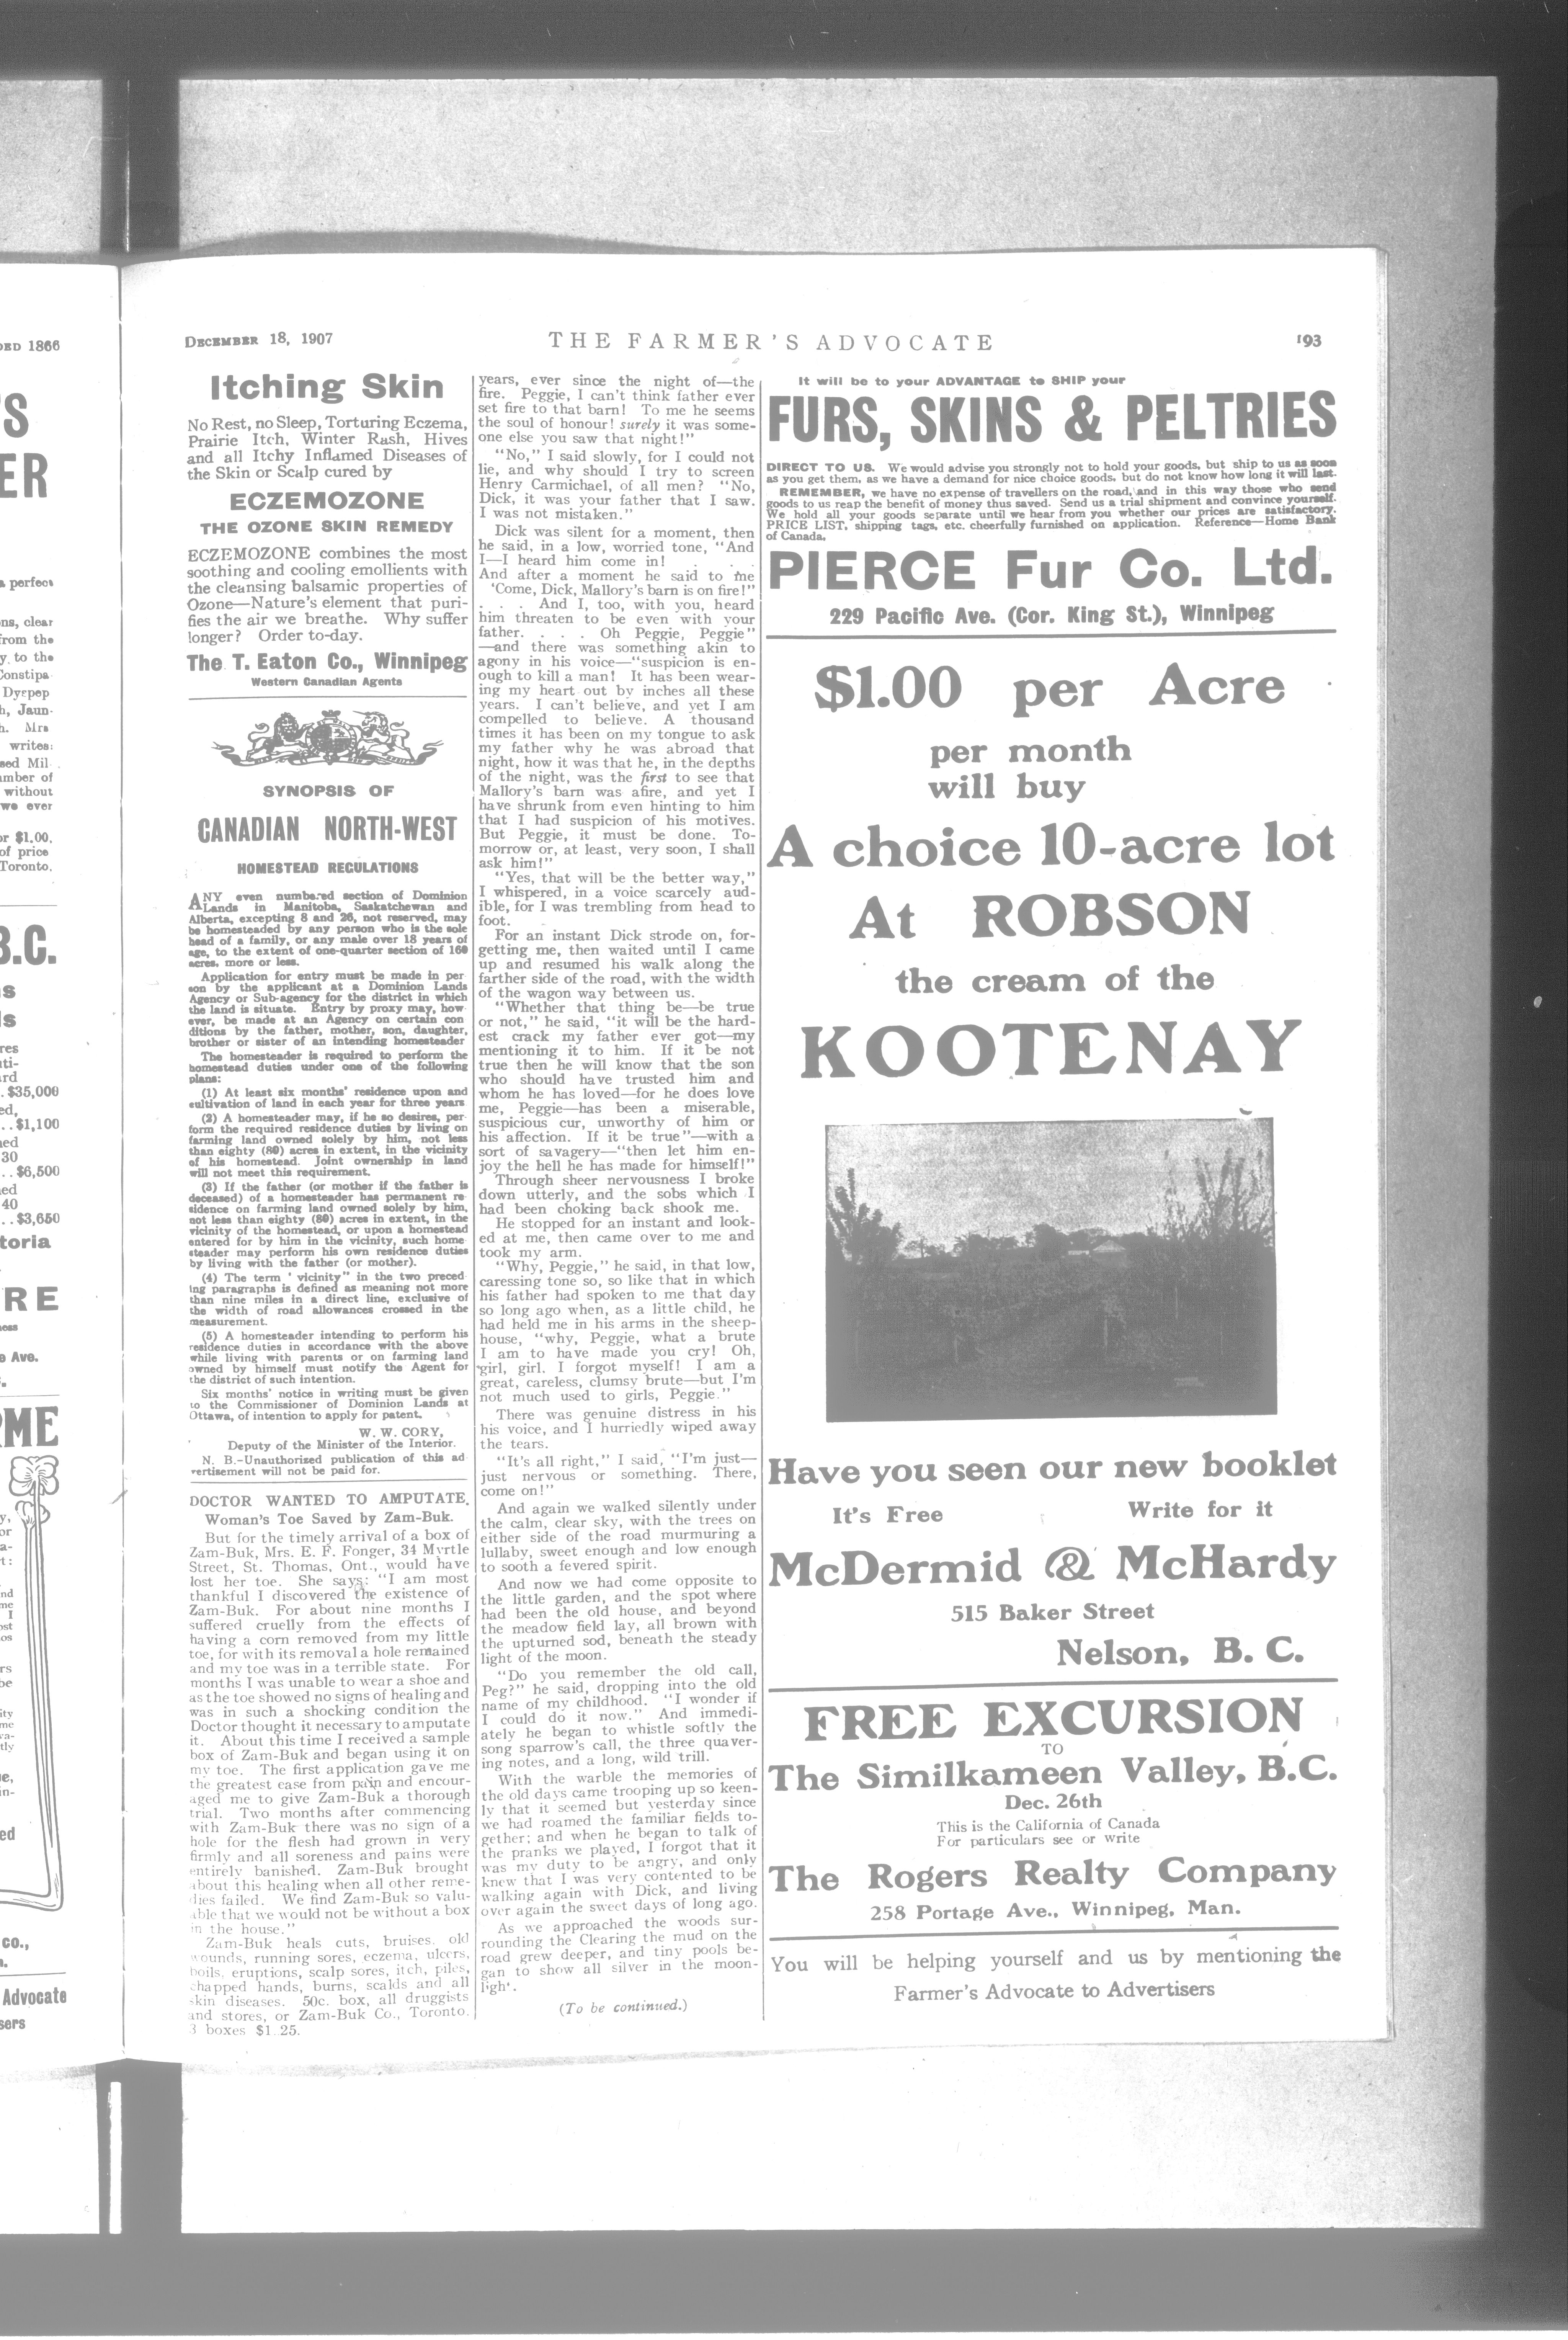 DECEMBER 18, 1907
THE FARMER'S ADVOCATE
'93
Itching Skin
No Rest, no Sleep, Torturing Eczema,
Prairie Itch, Winter Rash, Hives
and all Itchy Inflamed Diseases of
the Skin or Scalp cured by
ECZEMOZONE
THE OZONE SKIN REMEDY
ECZEMOZONE combines the most
soothing and cooling emollients with
the cleansing balsamic properties of
Ozone—Nature's element that puri-
fies the air we breathe. Why suffer
longer? Order to-day.
The T. Eaton Co., Winnipeg
Western Canadian Agents
SYNOPSIS OF
CANADIAN NORTH-WEST
HOMESTEAD REGULATIONS
ANY even numbered section of Dominion
Lands in Manitoba, Saskatchewan and
Alberta, excepting 8 and 26, not reserved, may
be homesteaded by any person who is the sole
head of a family, or any male over 18 years of
age, to the extent of one-quarter section of 160
acres, more or less.
Application for entry must be made in per
son by the applicant at a Dominion Lands
Agency or Sub-agency for the district in which
the land is situate. Entry by proxy may, how
ever, be made at an Agency on certain con
ditions by the father, mother, son, daughter,
brother or sister of an intending homesteader
The homesteader is required to perform the
homestead duties under one of the following
plans:
(1) At least six months' residence upon and
cultivation of land in each year for three years
(2) A homesteader may, if he so desires, per-
form the required residence duties by living on
farming land owned solely by him, not less
than eighty (80) acres in extent, in the vicinity
of his homestead. Joint ownership in land
will not meet this requirement.
(3) If the father (or mother if the father is
deceased) of a homesteader has permanent re
sidence on farming land owned solely by him,
not less than eighty (80) acres in extent, in the
vicinity of the homestead, or upon a homestead
entered for by him in the vicinity, such home
steader may perform his own residence duties
by living with the father (or mother).
(4) The term ' vicinity" in the two preced
ing paragraphs is defined as meaning not more
than nine miles in a direct line, exclusive of
the width of road allowances crossed in the
measurement.
(5) A homesteader intending to perform his
residence duties in accordance with the above
while living with parents or on farming land
owned by himself must notify the Agent for
the district of such intention.
Six months' notice in writing must be given
to the Commissioner of Dominion Lands at
Ottawa, of intention to apply for patent.
W. W. CORY,
Deputy of the Minister of the Interior.
N. B.—Unauthorized publication of this ad
vertisement will not be paid for.
DOCTOR WANTED TO AMPUTATE.
Woman's Toe Saved by Zam-Buk.
But for the timely arrival of a box of
Zam-Buk, Mrs. E. F. Fonger, 34 Myrtle
Street, St. Thomas, Ont., would have
lost her toe. She says: "I am most
thankful I discovered the existence of
Zam-Buk. For about nine months I
suffered cruelly from the effects of
having a corn removed from my little
toe, for with its removal a hole remained
and my toe was in a terrible state. For
months I was unable to wear a shoe and
as the toe showed no signs of healing and
was in such a shocking condition the
Doctor thought it necessary to amputate
it. About this time I received a sample
box of Zam-Buk and began using it on
my toe. The first application gave me
the greatest ease from pain and encour-
aged me to give Zam-Buk a thorough
trial. Two months after commencing
with Zam-Buk there was no sign of a
hole for the flesh had grown in very
firmly and all soreness and pains were
entirely banished. Zam-Buk brought
about this healing when all other reme-
dies failed. We find Zam-Buk so valu-
able that we would not be without a box
in the house."
Zam-Buk heals cuts, bruises, old
wounds, running sores, eczema, ulcers,
boils, eruptions, scalp sores, itch, piles,
chapped hands, burns, scalds and all
skin diseases. 50c. box, all druggists
and stores, or Zam-Buk Co., Toronto.
3 boxes $1.25.
years, ever since the night of—the
fire. Peggie, I can't think father ever
set fire to that barn! To me he seems
the soul of honour! surely it was some-
one else you saw that night!"
"No," I said slowly, for I could not
lie, and why should I try to screen
Henry Carmichael, of all men? "No,
Dick, it was your father that I saw.
I was not mistaken."
Dick was silent for a moment, then
he said, in a low, worried tone, "And
I—I heard him come in! . . .
And after a moment he said to me
'Come, Dick, Mallory's barn is on fire!"
. . . And I, too, with you, heard
him threaten to be even with your
father. . . . Oh Peggie, Peggie"
—and there was something akin to
agony in his voice—"suspicion is en-
ough to kill a man! It has been wear-
ing my heart out by inches all these
years. I can't believe, and yet I am
compelled to believe. A thousand
times it has been on my tongue to ask
my father why he was abroad that
night, how it was that he, in the depths
of the night, was the first to see that
Mallory's barn was afire, and yet I
have shrunk from even hinting to him
that I had suspicion of his motives.
But Peggie, it must be done. To-
morrow or, at least, very soon, I shall
ask him!"
"Yes, that will be the better way,"
I whispered, in a voice scarcely aud-
ible, for I was trembling from head to
foot.
For an instant Dick strode on, for-
getting me, then waited until I came
up and resumed his walk along the
farther side of the road, with the width
of the wagon way between us.
"Whether that thing be—be true
or not," he said, "it will be the hard-
est crack my father ever got—my
mentioning it to him. If it be not
true then he will know that the son
who should have trusted him and
whom he has loved—for he does love
me, Peggie—has been a miserable,
suspicious cur, unworthy of him or
his affection. If it be true"—with a
sort of savagery—"then let him en-
joy the hell he has made for himself!"
Through sheer nervousness I broke
down utterly, and the sobs which I
had been choking back shook me.
He stopped for an instant and look-
ed at me, then came over to me and
took my arm.
"Why, Peggie," he said, in that low,
caressing tone so, so like that in which
his father had spoken to me that day
so long ago when, as a little child, he
had held me in his arms in the sheep-
house, "why, Peggie, what a brute
I am to have made you cry! Oh,
girl, girl. I forgot myself! I am a
great, careless, clumsy brute—but I'm
not much used to girls, Peggie."
There was genuine distress in his
his voice, and I hurriedly wiped away
the tears.
"It's all right," I said, "I'm just—
just nervous or something. There,
come on!"
And again we walked silently under
the calm, clear sky, with the trees on
either side of the road murmuring a
lullaby, sweet enough and low enough
to sooth a fevered spirit.
And now we had come opposite to
the little garden, and the spot where
had been the old house, and beyond
the meadow field lay, all brown with
the upturned sod, beneath the steady
light of the moon.
"Do you remember the old call,
Peg?" he said, dropping into the old
name of my childhood. "I wonder if
I could do it now." And immedi-
ately he began to whistle softly the
song sparrow's call, the three quaver-
ing notes, and a long, wild trill.
With the warble the memories of
the old days came trooping up so keen-
ly that it seemed but yesterday since
we had roamed the familiar fields to-
gether; and when he began to talk of
the pranks we played, I forgot that it
was my duty to be angry, and only
knew that I was very contented to be
walking again with Dick, and living
over again the sweet days of long ago.
As we approached the woods sur-
rounding the Clearing the mud on the
road grew deeper, and tiny pools be-
gan to show all silver in the moon-
light.
(To be continued.)
It will be to your ADVANTAGE to SHIP your
FURS, SKINS & PELTRIES
DIRECT TO US. We would advise you strongly not to hold your goods, but ship to us as soon
as you get them, as we have a demand for nice choice goods, but do not know how long it will last.
REMEMBER, we have no expense of travellers on the road, and in this way those who send
goods to us reap the benefit of money thus saved. Send us a trial shipment and convince yourself.
We hold all your goods separate until we hear from you whether our prices are satisfactory.
PRICE LIST, shipping tags, etc. cheerfully furnished on application. Reference—Home Bank
of Canada.
PIERCE Fur Co. Ltd.
229 Pacific Ave. (Cor. King St.), Winnipeg
$1.00 per Acre
per month
will buy
A choice 10-acre lot
At ROBSON
the cream of the
KOOTENAY
Have you seen our new booklet
It's Free Write for it
McDermid & McHardy
515 Baker Street
Nelson, B. C.
FREE EXCURSION
TO
The Similkameen Valley, B.C.
Dec. 26th
This is the California of Canada
For particulars see or write
The Rogers Realty Company
258 Portage Ave., Winnipeg, Man.
You will be helping yourself and us by mentioning the
Farmer's Advocate to Advertisers